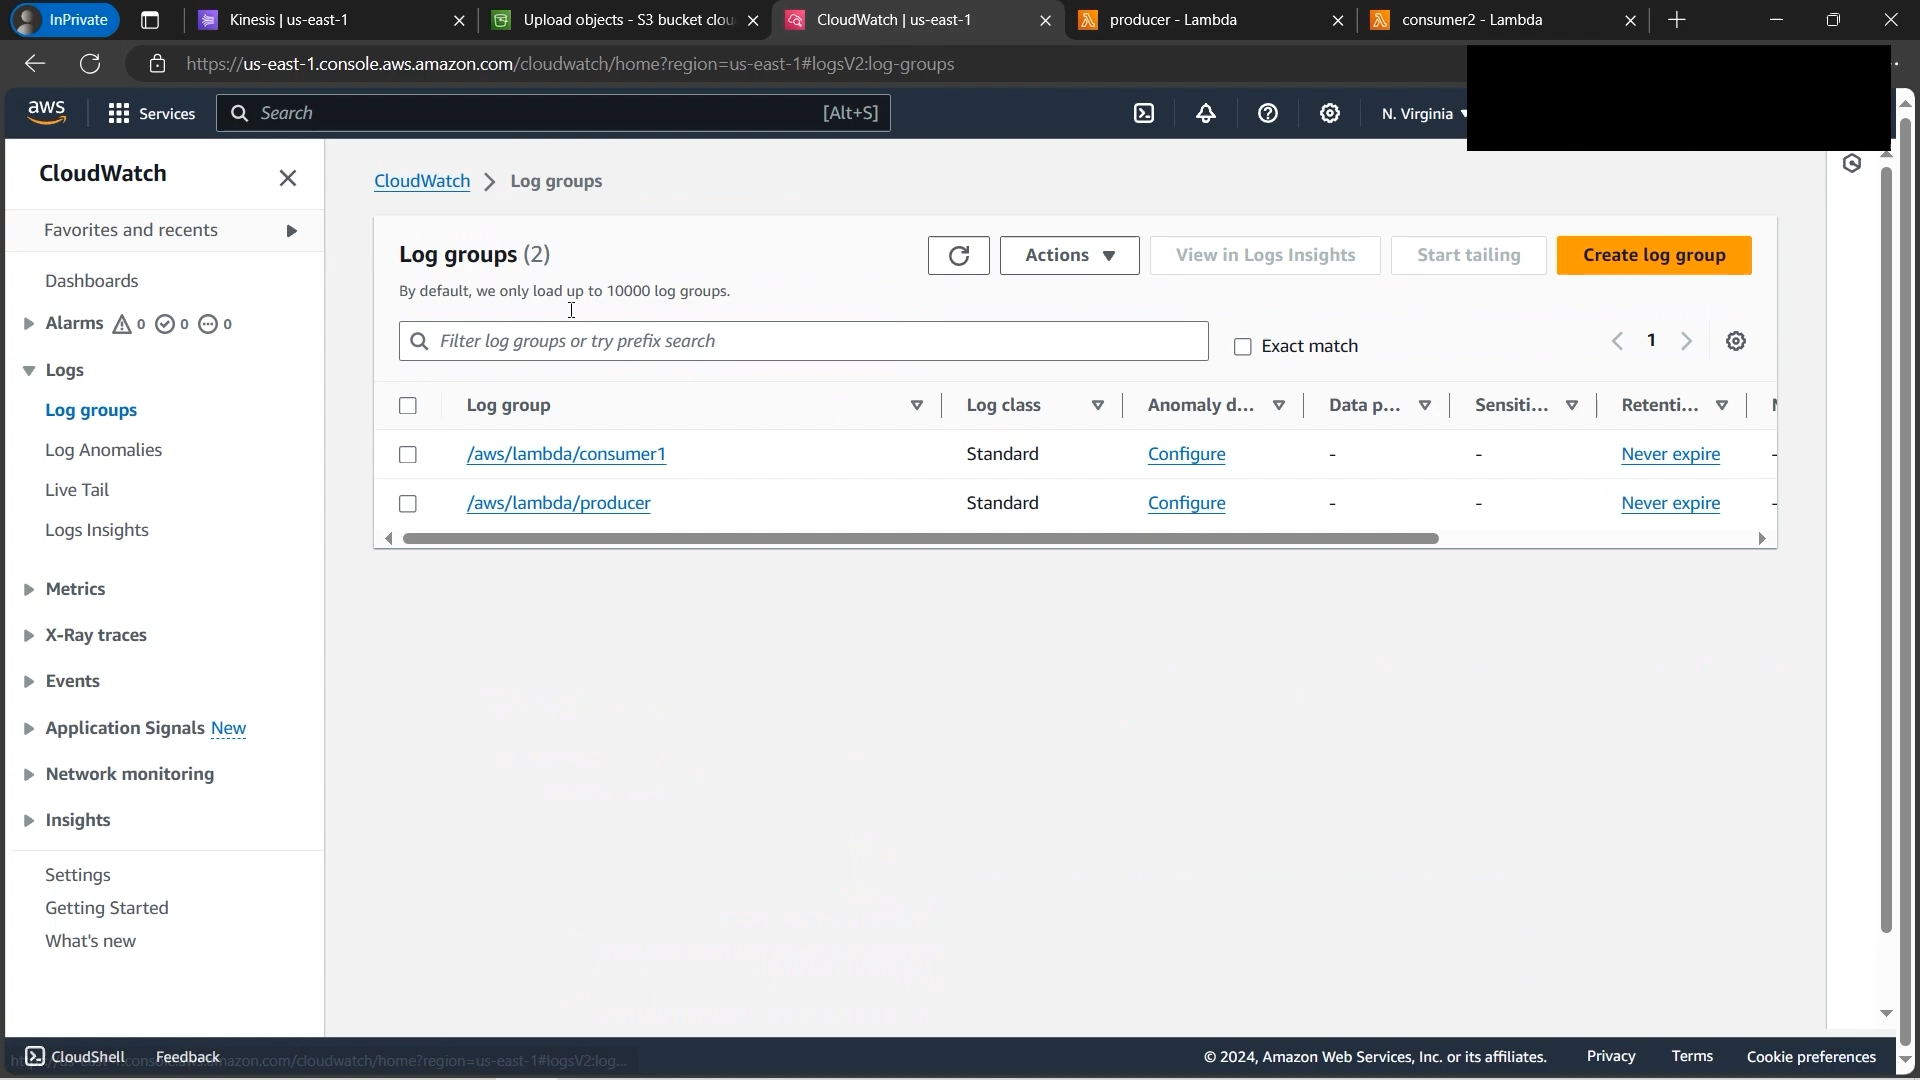 InPrivate
Kinesis | us-east-1
Upload objects - S3 bucket clou
CloudWatch | us-east-1
producer - Lambda
consumer2 - Lambda
https://us-east-1.console.aws.amazon.com/cloudwatch/home?region=us-east-1#logsV2:log-groups
aws
Services
Search
[Alt+S]
N. Virginia
CloudWatch
Favorites and recents
Dashboards
Alarms 0 0 0
Logs
Log groups
Log Anomalies
Live Tail
Logs Insights
Metrics
X-Ray traces
Events
Application Signals New
Network monitoring
Insights
Settings
Getting Started
What's new
CloudWatch
Log groups
Log groups (2)
By default, we only load up to 10000 log groups.
Actions
View in Logs Insights
Start tailing
Create log group
Filter log groups or try prefix search
Exact match
1
Log group
Log class
Anomaly d...
Data p...
Sensiti...
Retenti...
/aws/lambda/consumer1
Standard
Configure
-
-
Never expire
-
/aws/lambda/producer
Standard
Configure
-
-
Never expire
-
CloudShell
Feedback
© 2024, Amazon Web Services, Inc. or its affiliates.
Privacy
Terms
Cookie preferences